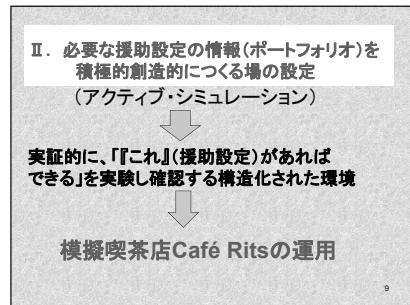 Ⅱ．必要な援助設定の情報（ポートフォリオ）を
積極的創造的につくる場の設定
（アクティブ・シミュレーション）
実証的に、「『これ』（援助設定）があれば
できる」を実験し確認する構造化された環境
模擬喫茶店Café Ritsの運用
9